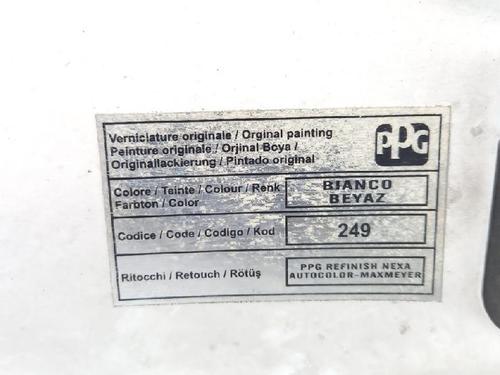 Verniciature originale / Orginal painting
Peinture originale / Orjinal Boya /
Originallackierung / Pintado original
PPG
Colore / Teinte / Colour / Renk
Farbton / Color
BIANCO
BEYAZ
Codice / Code / Codigo / Kod
249
Ritocchi / Retouch / Rötüş
PPG REFINISH NEXA
AUTOCOLOR-MAXMEYER